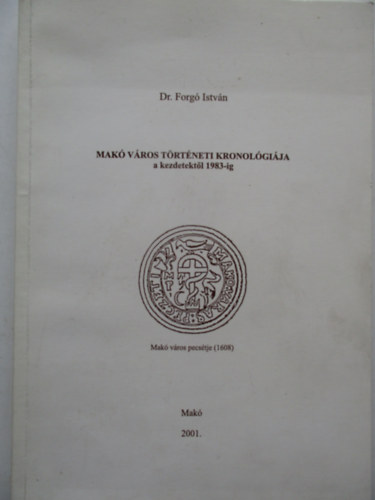 Dr. Forgó István
MAKÓ VÁROS TÖRTÉNETI KRONOLÓGIÁJA
a kezdetektől 1983-ig
Makó város pecsétje (1608)
Makó
2001.